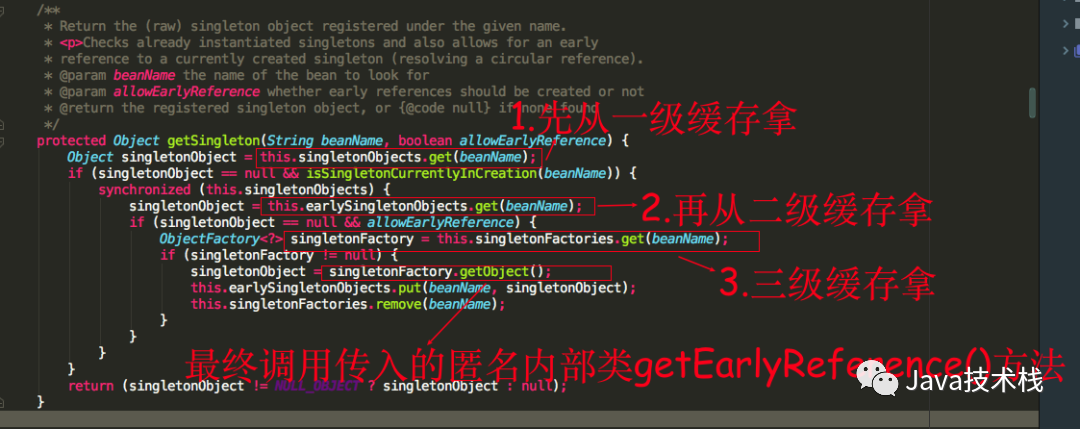 /**
* Return the (raw) singleton object registered under the given name.
* <p>Checks already instantiated singletons and also allows for an early
* reference to a currently created singleton (resolving a circular reference).
* @param beanName the name of the bean to look for
* @param allowEarlyReference whether early references should be created or not
* @return the registered singleton object, or {@code null} if none found
*/
1.先从一级缓存拿
protected Object getSingleton(String beanName, boolean allowEarlyReference) {
Object singletonObject = this.singletonObjects.get(beanName);
if (singletonObject == null && isSingletonCurrentlyInCreation(beanName)) {
synchronized (this.singletonObjects) {
singletonObject = this.earlySingletonObjects.get(beanName);
2.再从二级缓存拿
if (singletonObject == null && allowEarlyReference) {
ObjectFactory<?> singletonFactory = this.singletonFactories.get(beanName);
if (singletonFactory != null) {
singletonObject = singletonFactory.getObject();
3.三级缓存拿
this.earlySingletonObjects.put(beanName, singletonObject);
this.singletonFactories.remove(beanName);
}
}
}
最终调用传入的匿名内部类getEarlyReference()方法
}
return (singletonObject != NULL_OBJECT ? singletonObject : null);
}
Java技术栈